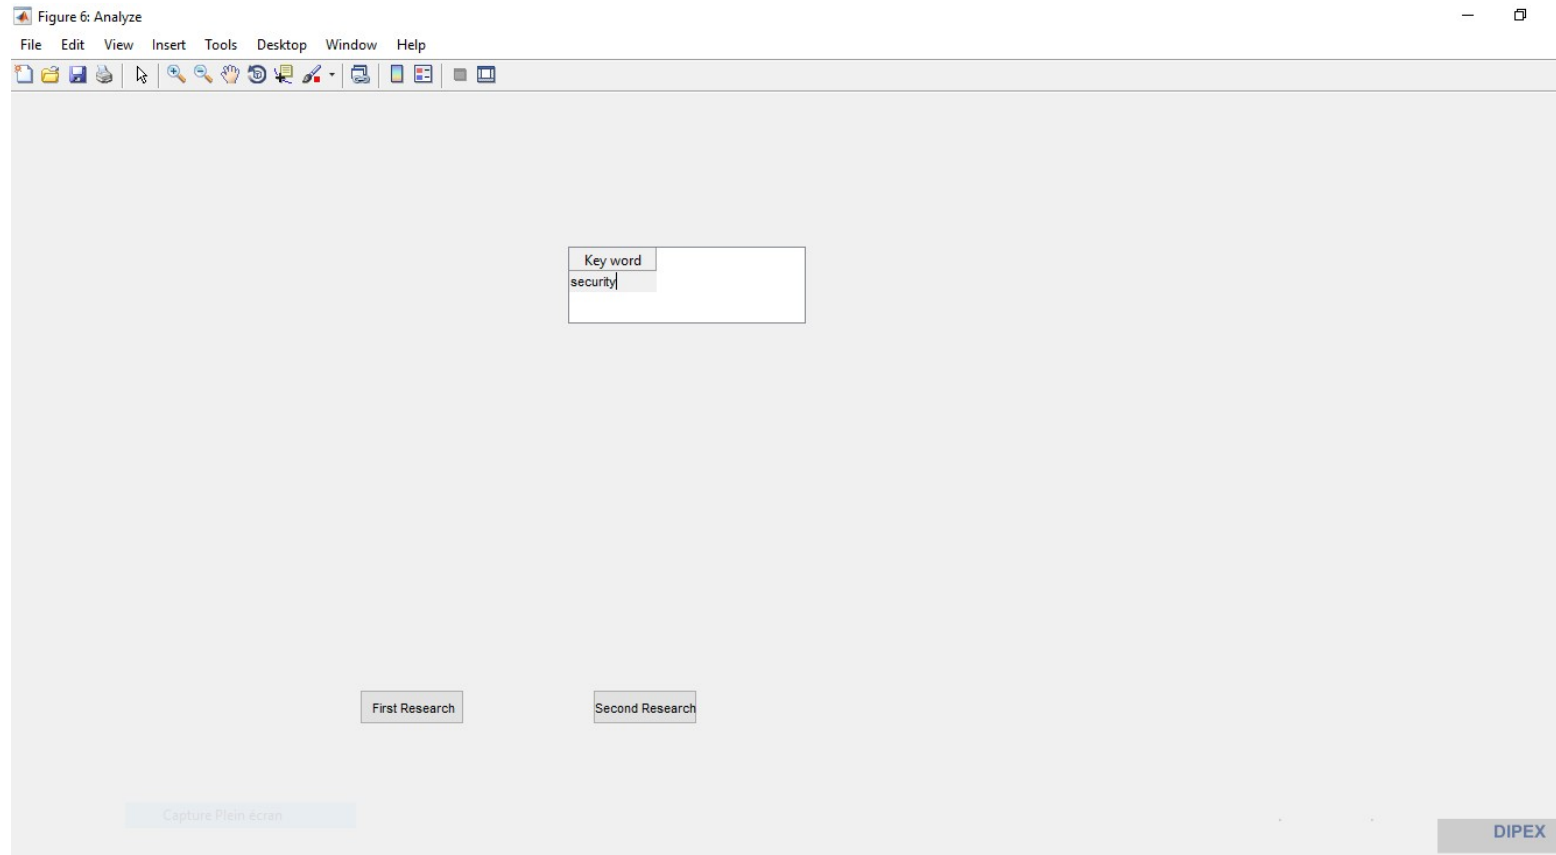 Figure 6: Analyze
File Edit View Insert Tools Desktop Window Help
Key word
security
First Research Second Research
Capture Plein écran
DIPEX